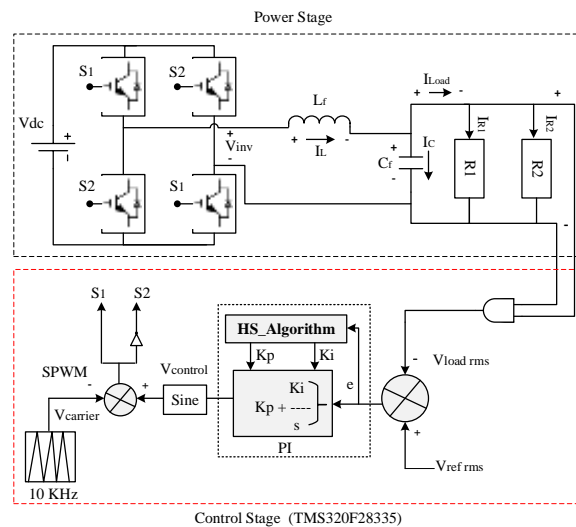 Power Stage
S1
S2
Vdc
+
-
S2
S1
+
Vinv
-
Lf
+
IL
-
+
ILoad
-
+
Cf
-
IC
IR1
R1
IR2
R2
+
-
S1
S2
SPWM
-
+
Vcarrier
10 KHz
Vcontrol
Sine
HS_Algorithm
Kp
Ki
Kp +
Ki
----
s
PI
e
-
Vload rms
+
Vref rms
Control Stage (TMS320F28335)